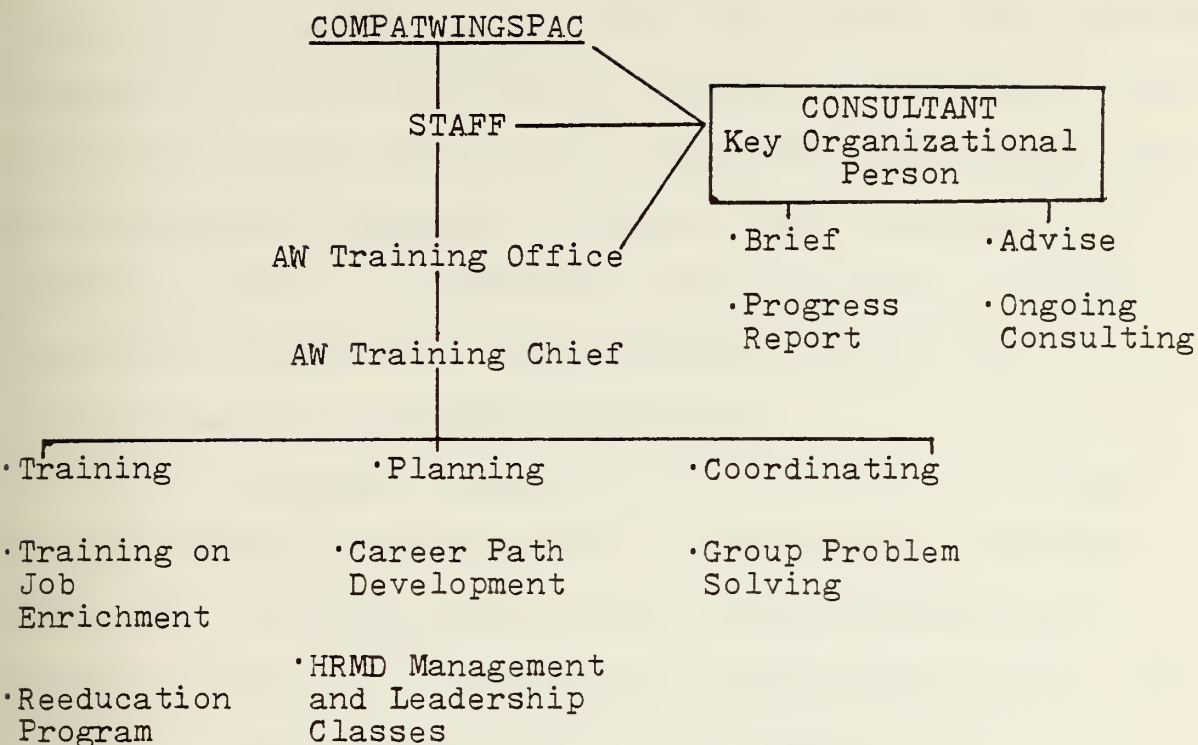 COMPATWINGSPAC
STAFF
CONSULTANT
Key Organizational
Person
AW Training Office
·Brief
·Advise
·Progress
Report
·Ongoing
Consulting
AW Training Chief
·Training
·Planning
·Coordinating
·Training on
Job
Enrichment
·Career Path
Development
·Group Problem
Solving
·Reeducation
Program
·HRMD Management
and Leadership
Classes